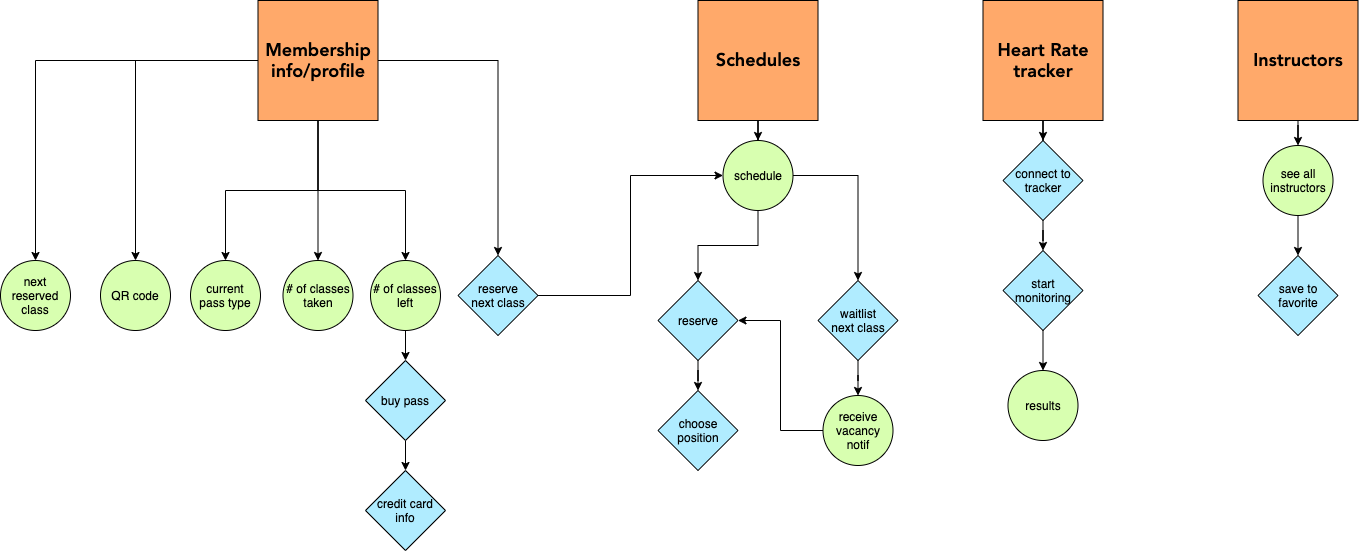 Membership
info/profile
Schedules
Heart Rate
tracker
Instructors
schedule
connect to
tracker
see all
instructors
next
reserved
class
QR code
current
pass type
# of classes
taken
# of classes
left
reserve
next class
start
monitoring
save to
favorite
reserve
waitlist
next class
buy pass
results
choose
position
receive
vacancy
notif
credit card
info